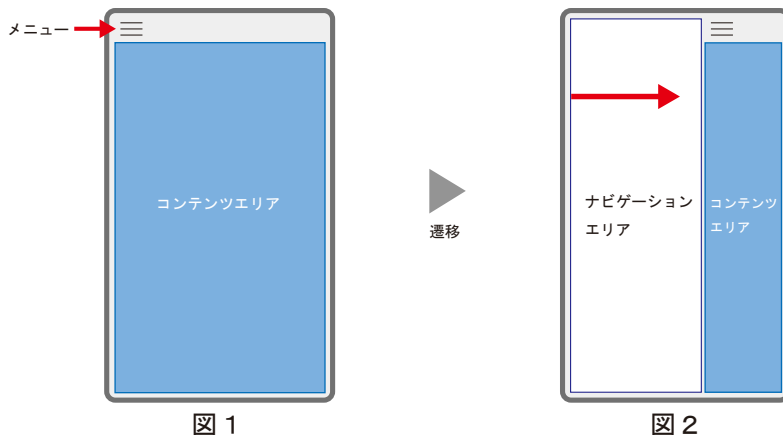 メニュー
コンテンツエリア
図 1
遷移
ナビゲーション
エリア
コンテンツ
エリア
図 2